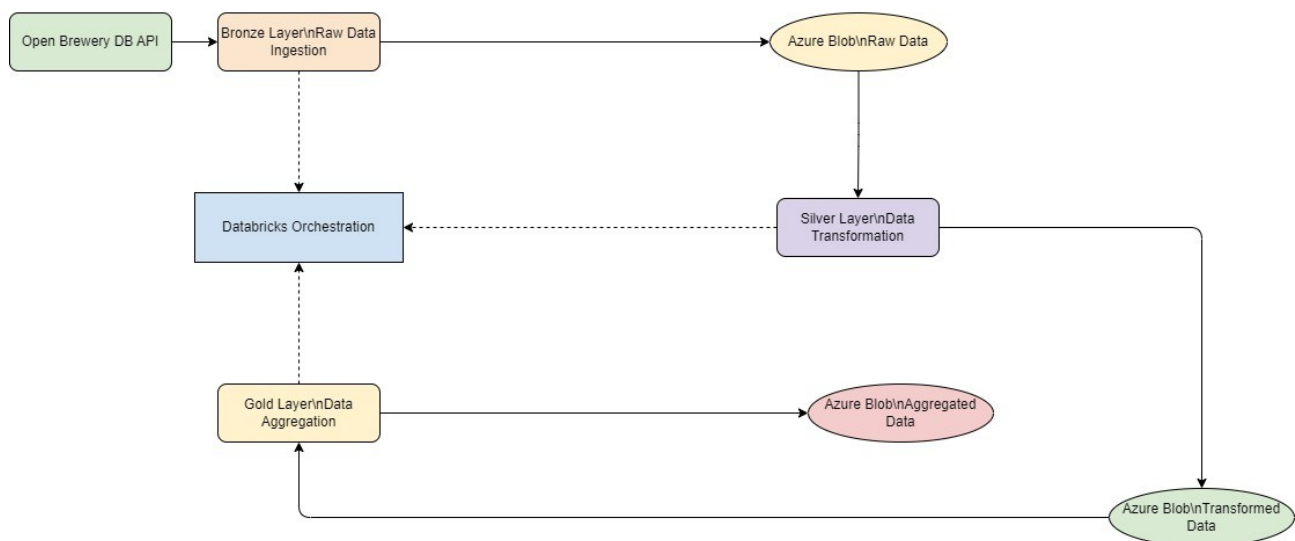 Open Brewery DB API
Bronze Layer\nRaw Data
Ingestion
Azure Blob\nRaw Data
Databricks Orchestration
Silver Layer\nData
Transformation
Gold Layer\nData
Aggregation
Azure Blob\nAggregated
Data
Azure Blob\nTransformed
Data